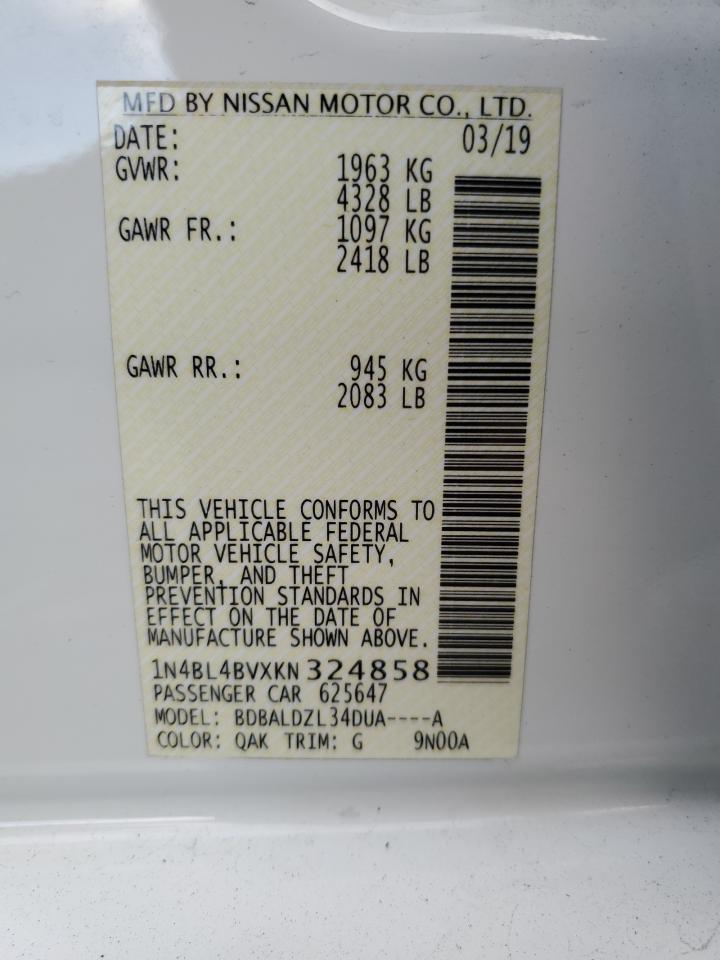 MFD BY NISSAN MOTOR CO., LTD.
DATE: 03/19
GVWR: 1963 KG
4328 LB
GAWR FR.: 1097 KG
2418 LB
GAWR RR.: 945 KG
2083 LB
THIS VEHICLE CONFORMS TO
ALL APPLICABLE FEDERAL
MOTOR VEHICLE SAFETY,
BUMPER, AND THEFT
PREVENTION STANDARDS IN
EFFECT ON THE DATE OF
MANUFACTURE SHOWN ABOVE.
1N4BL4BVXKN 324858
PASSENGER CAR 625647
MODEL: BDBALDZL34DUA----A
COLOR: QAK TRIM: G 9N00A